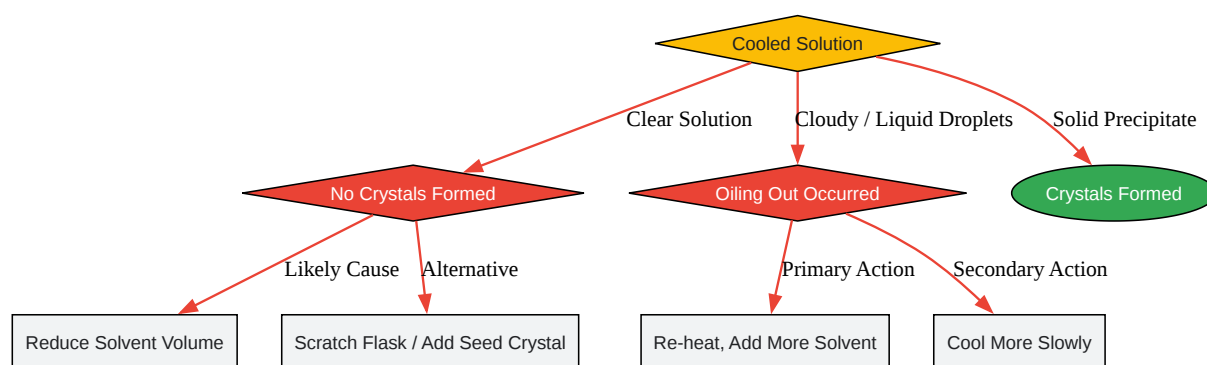 Cooled Solution
Clear Solution
Cloudy / Liquid Droplets
Solid Precipitate
No Crystals Formed
Oiling Out Occurred
Crystals Formed
Likely Cause
Alternative
Primary Action
Secondary Action
Reduce Solvent Volume
Scratch Flask / Add Seed Crystal
Re-heat, Add More Solvent
Cool More Slowly